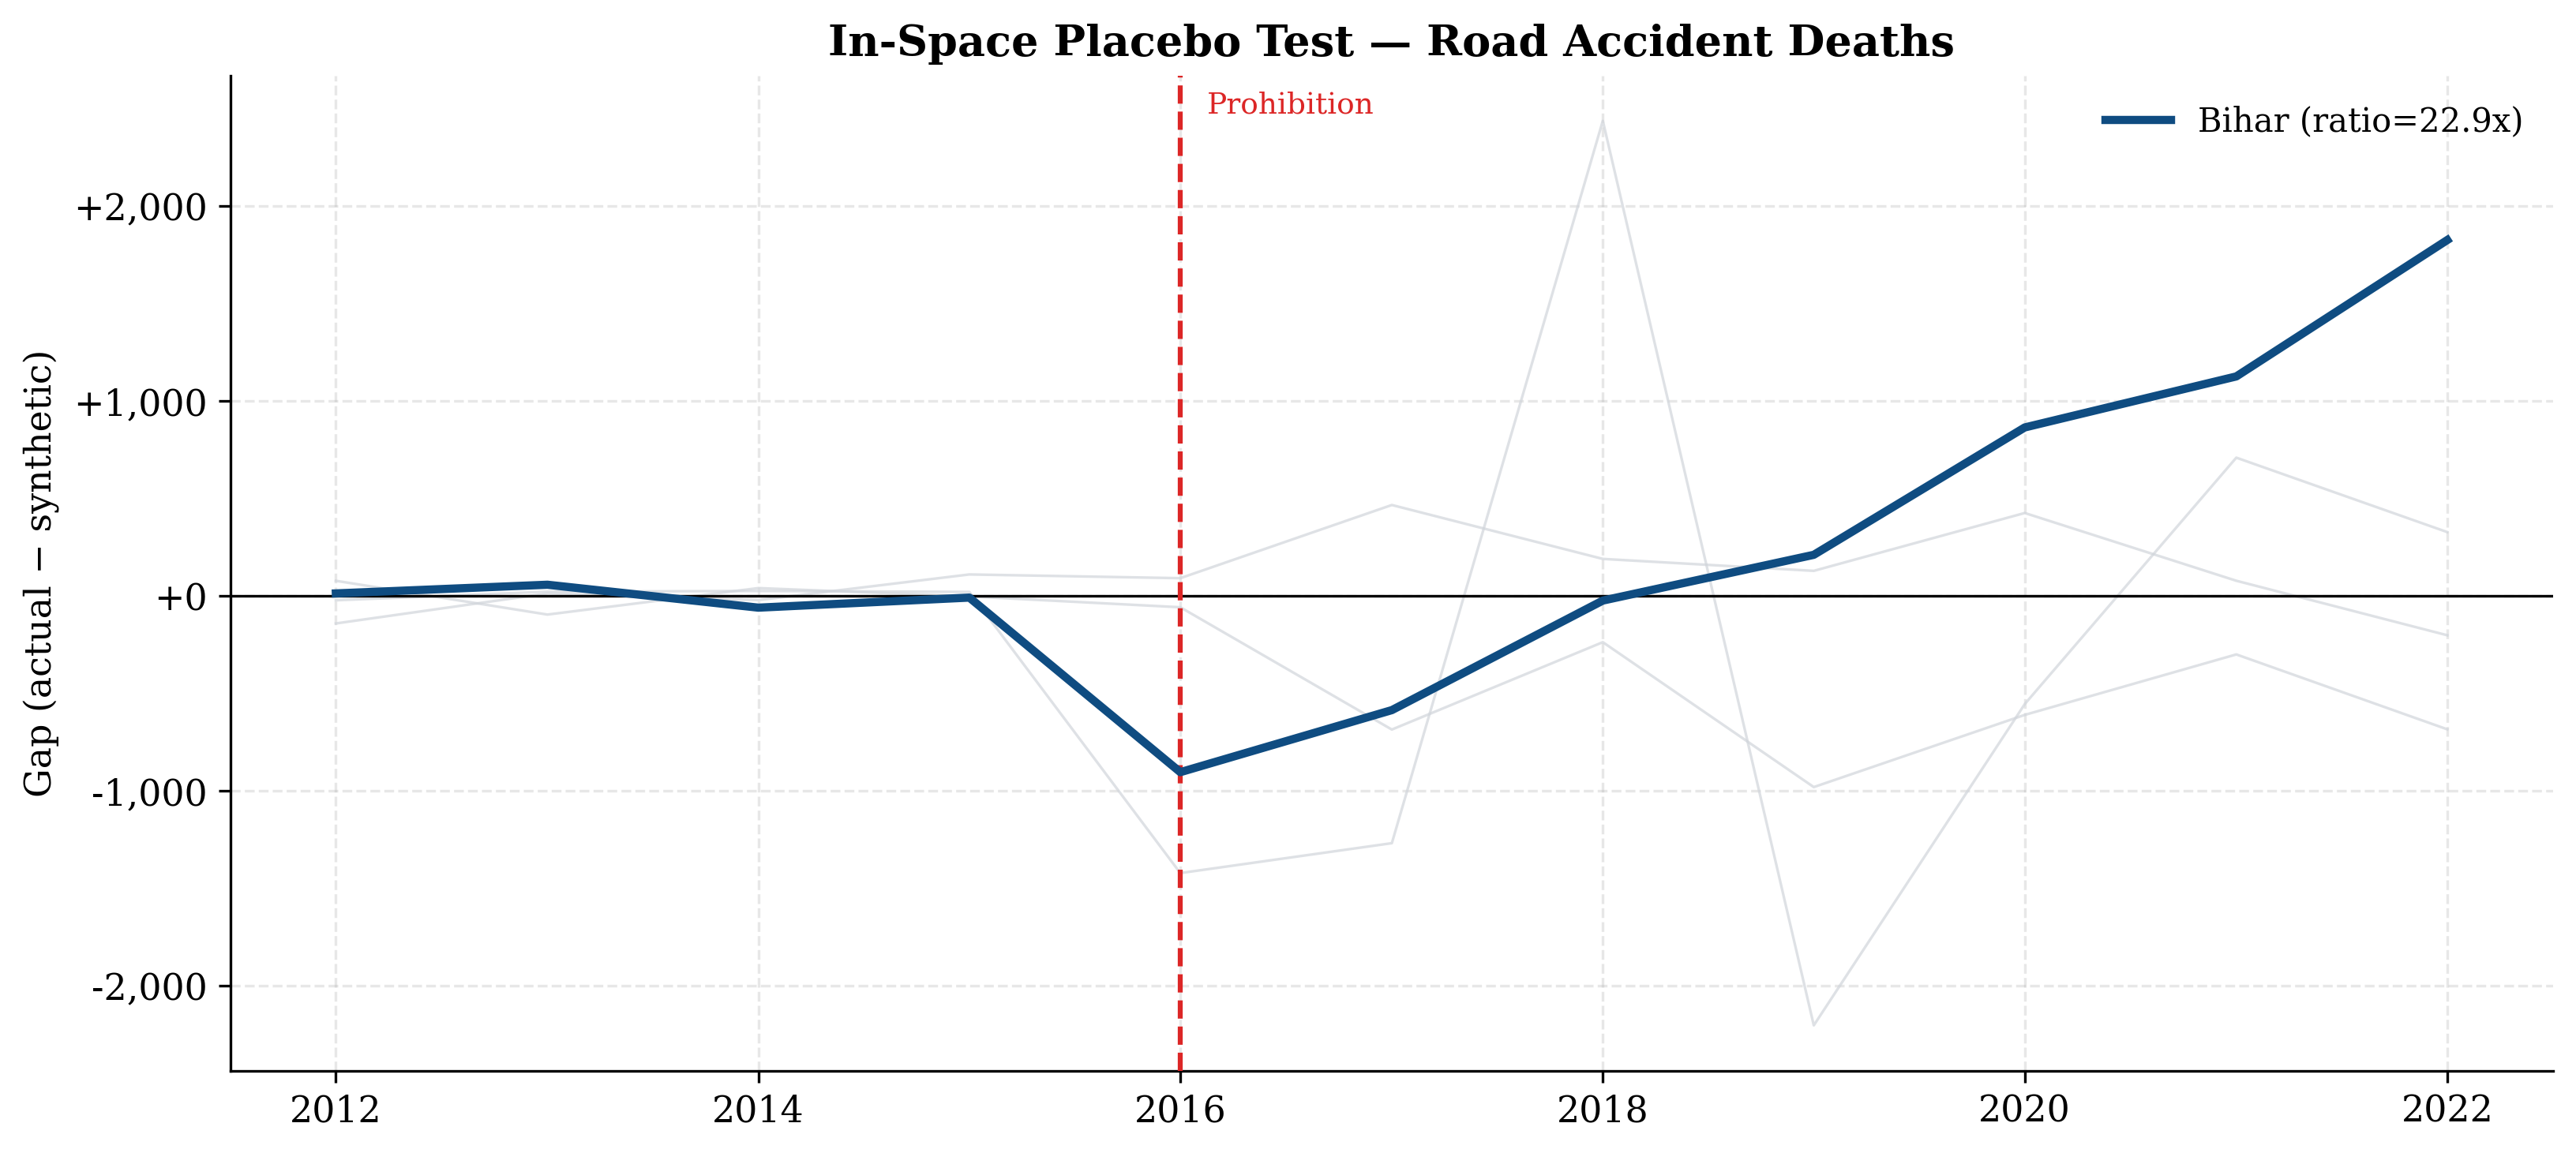 In-Space Placebo Test — Road Accident Deaths
Prohibition
Bihar (ratio=22.9x)
Gap (actual − synthetic)
+2,000
+1,000
+0
-1,000
-2,000
2012 2014 2016 2018 2020 2022